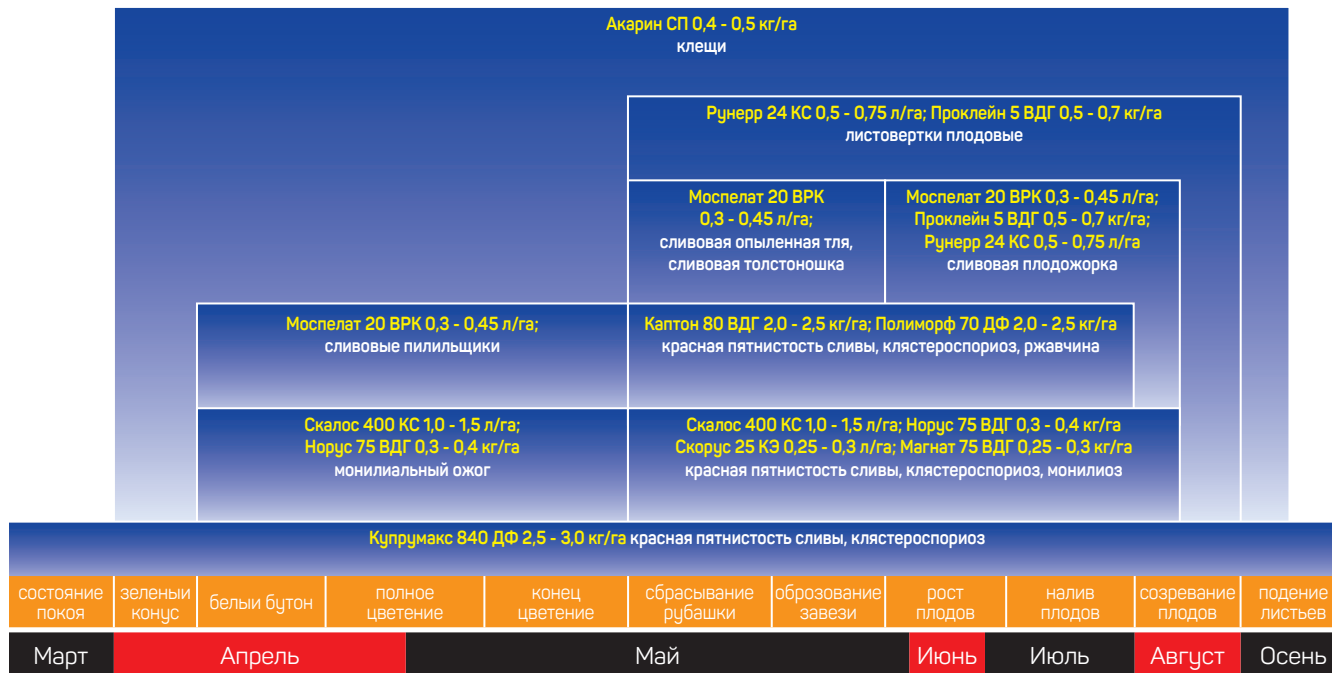 Акарин СП 0,4 - 0,5 кг/га
клещи
Рунерр 24 КС 0,5 - 0,75 л/га; Проклейн 5 ВДГ 0,5 - 0,7 кг/га
листовертки плодовые
Моспелат 20 ВРК
0,3 - 0,45 л/га;
сливовая опыленная тля,
сливовая толстоношка
Моспелат 20 ВРК 0,3 - 0,45 л/га;
Проклейн 5 ВДГ 0,5 - 0,7 кг/га;
Рунерр 24 КС 0,5 - 0,75 л/га
сливовая плодожорка
Моспелат 20 ВРК 0,3 - 0,45 л/га;
сливовые пилильщики
Каптон 80 ВДГ 2,0 - 2,5 кг/га; Полиморф 70 ДФ 2,0 - 2,5 кг/га
красная пятнистость сливы, клястероспориоз, ржавчина
Скалос 400 КС 1,0 - 1,5 л/га;
Норус 75 ВДГ 0,3 - 0,4 кг/га
монилиальный ожог
Скалос 400 КС 1,0 - 1,5 л/га; Норус 75 ВДГ 0,3 - 0,4 кг/га
Скорус 25 КЭ 0,25 - 0,3 л/га; Магнат 75 ВДГ 0,25 - 0,3 кг/га
красная пятнистость сливы, клястероспориоз, монилиоз
Купрумакс 840 ДФ 2,5 - 3,0 кг/га красная пятнистость сливы, клястероспориоз
состояние
покоя
зеленыи
конус
белыи бутон
полное
цветение
конец
цветение
сбрасывание
рубашки
оброзование
завези
рост
плодов
налив
плодов
созревание
плодов
подение
листьев
Март
Апрель
Май
Июнь
Июль
Август
Осень